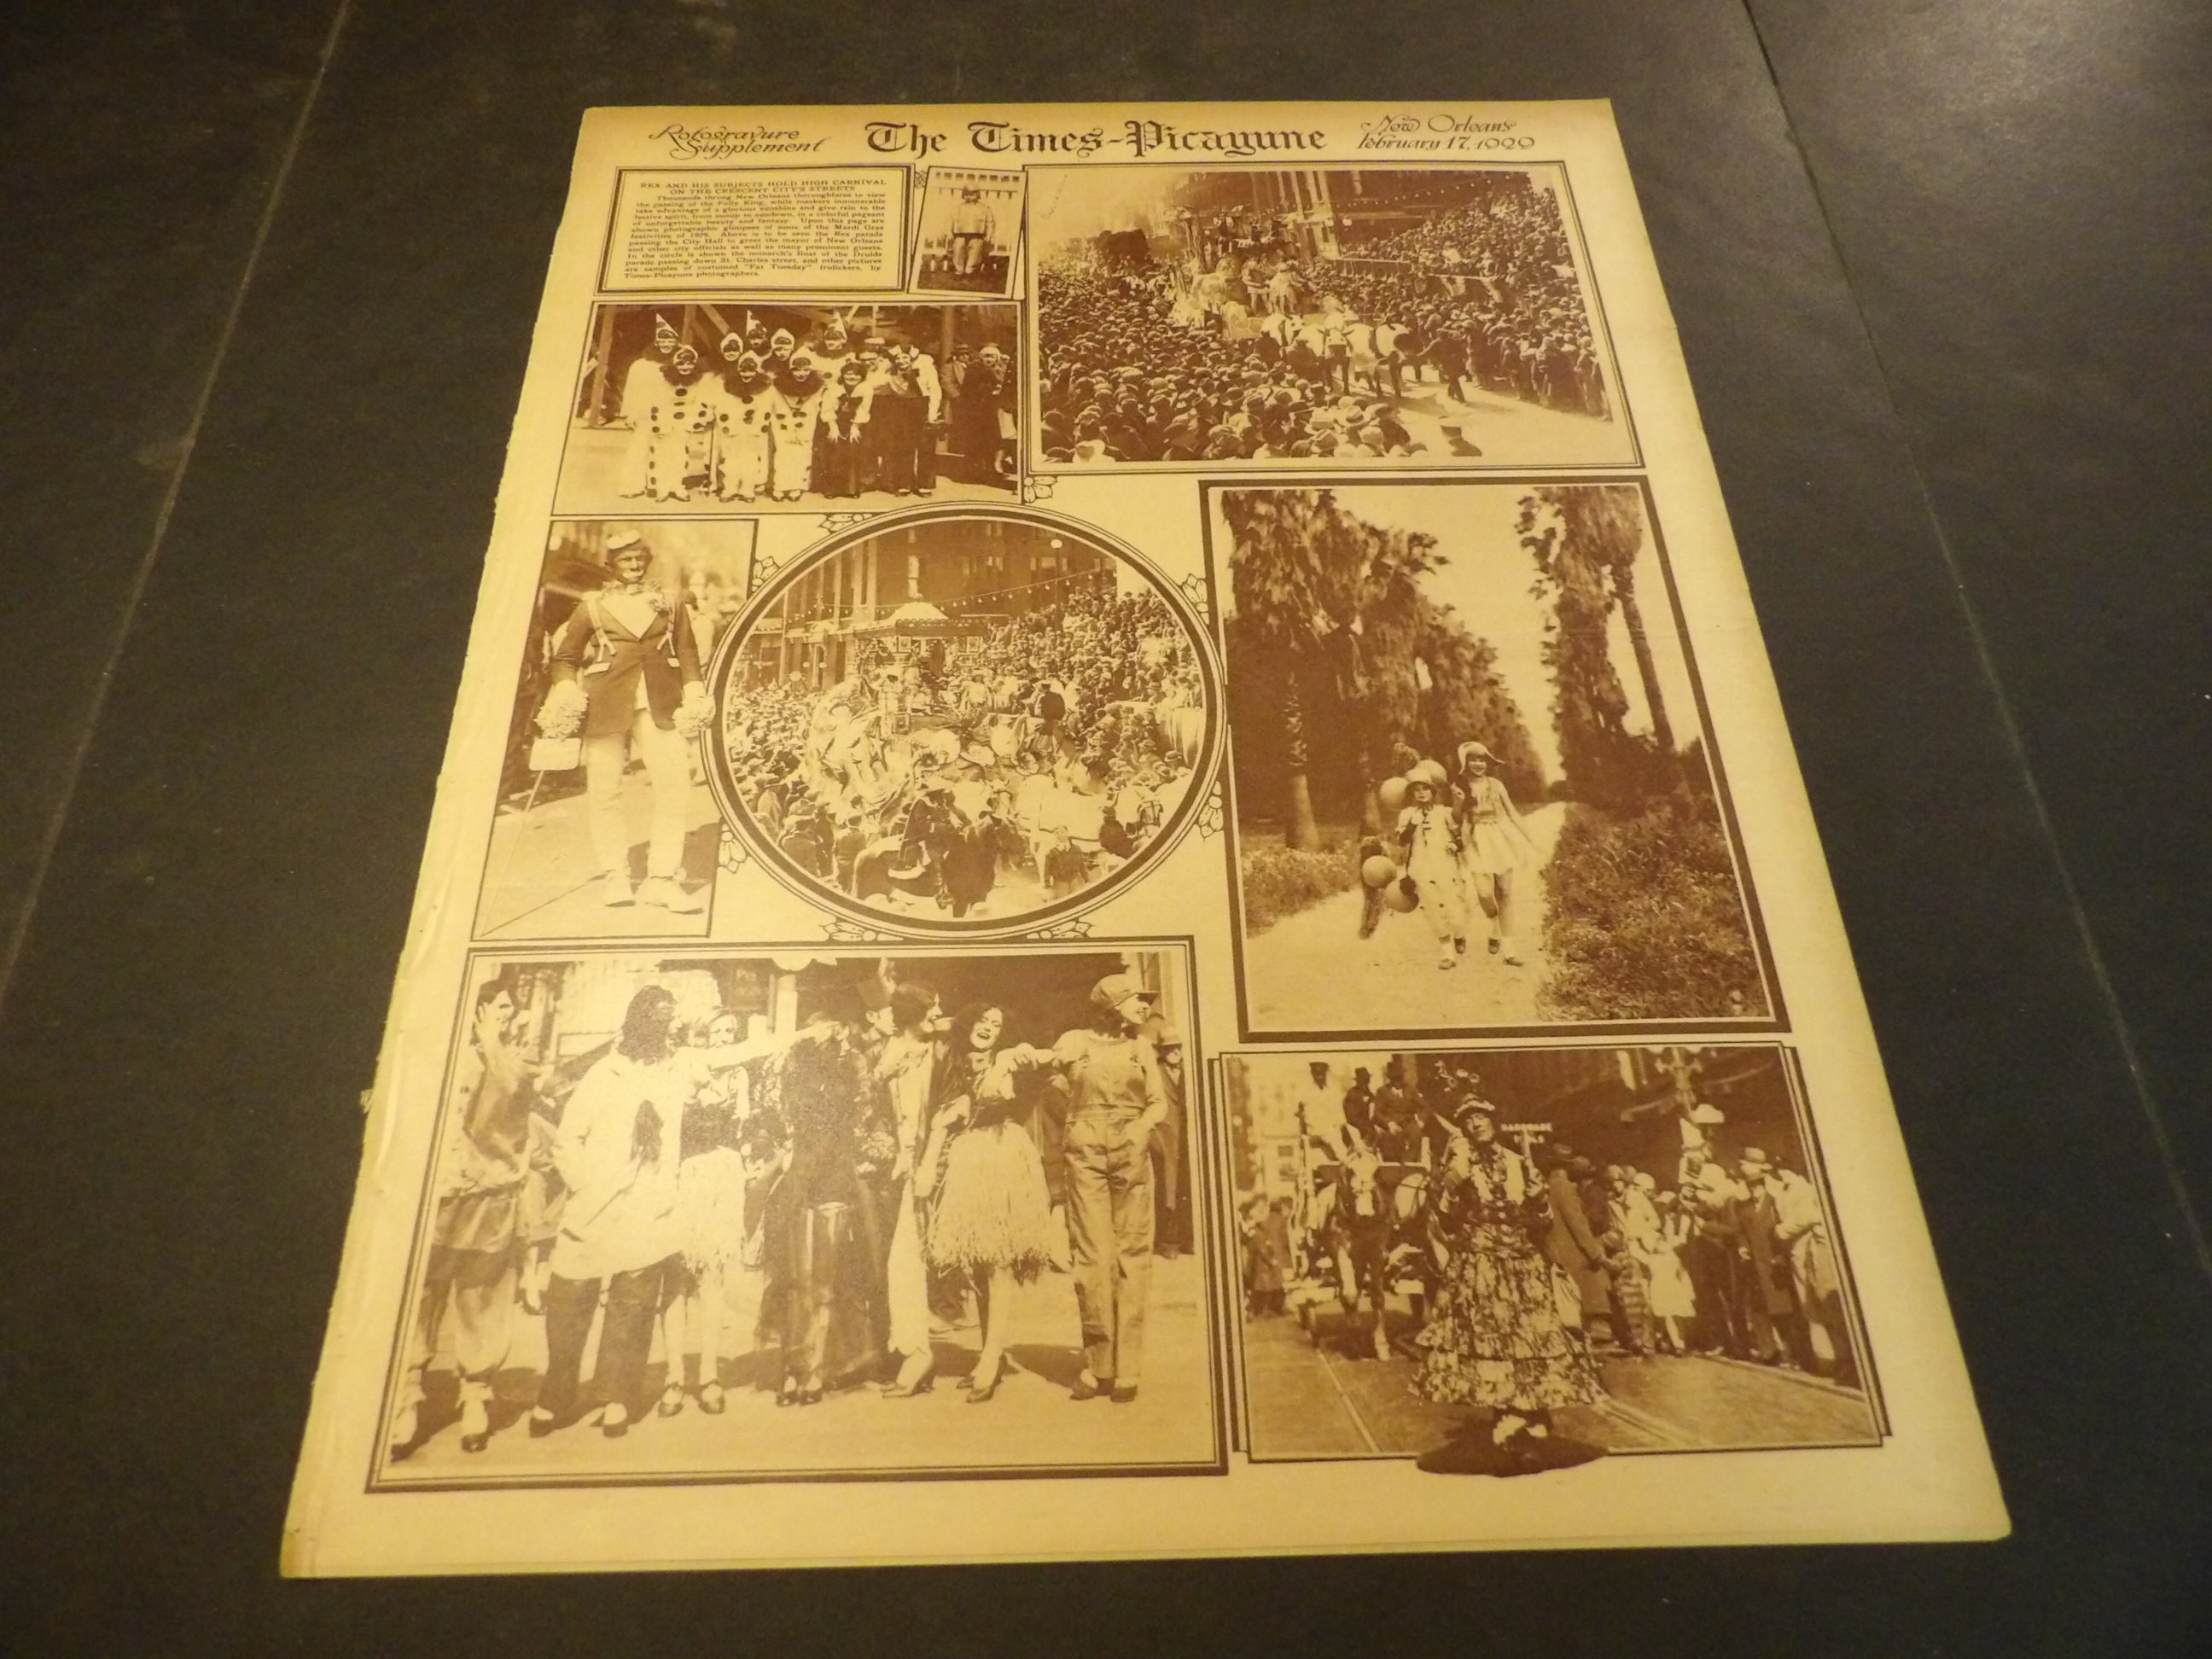 Rotogravure
Supplement
The Times-Picayune
New Orleans
February 17, 1929
REX AND HIS SUBJECTS HOLD HIGH CARNIVAL
ON THE CRESCENT CITY'S STREETS
Thousands throng New Orleans thoroughfares to view
the passing of the Folly King, while maskers innumerable
take advantage of a glorious sunshine and give rein to the
festive spirit, from sunup to sundown, in a colorful pageant
of unforgettable beauty and fantasy. Upon this page are
shown photographic glimpses of some of the Mardi Gras
festivities of 1929. Above is to be seen the Rex parade
passing the City Hall to greet the mayor of New Orleans
and other city officials as well as many prominent guests.
In the circle is shown the monarch's float of the Druids
parade passing down St. Charles street, and other pictures
are samples of costumed "Fat Tuesday" frolickers, by
Times-Picayune photographers.
HARDWARE